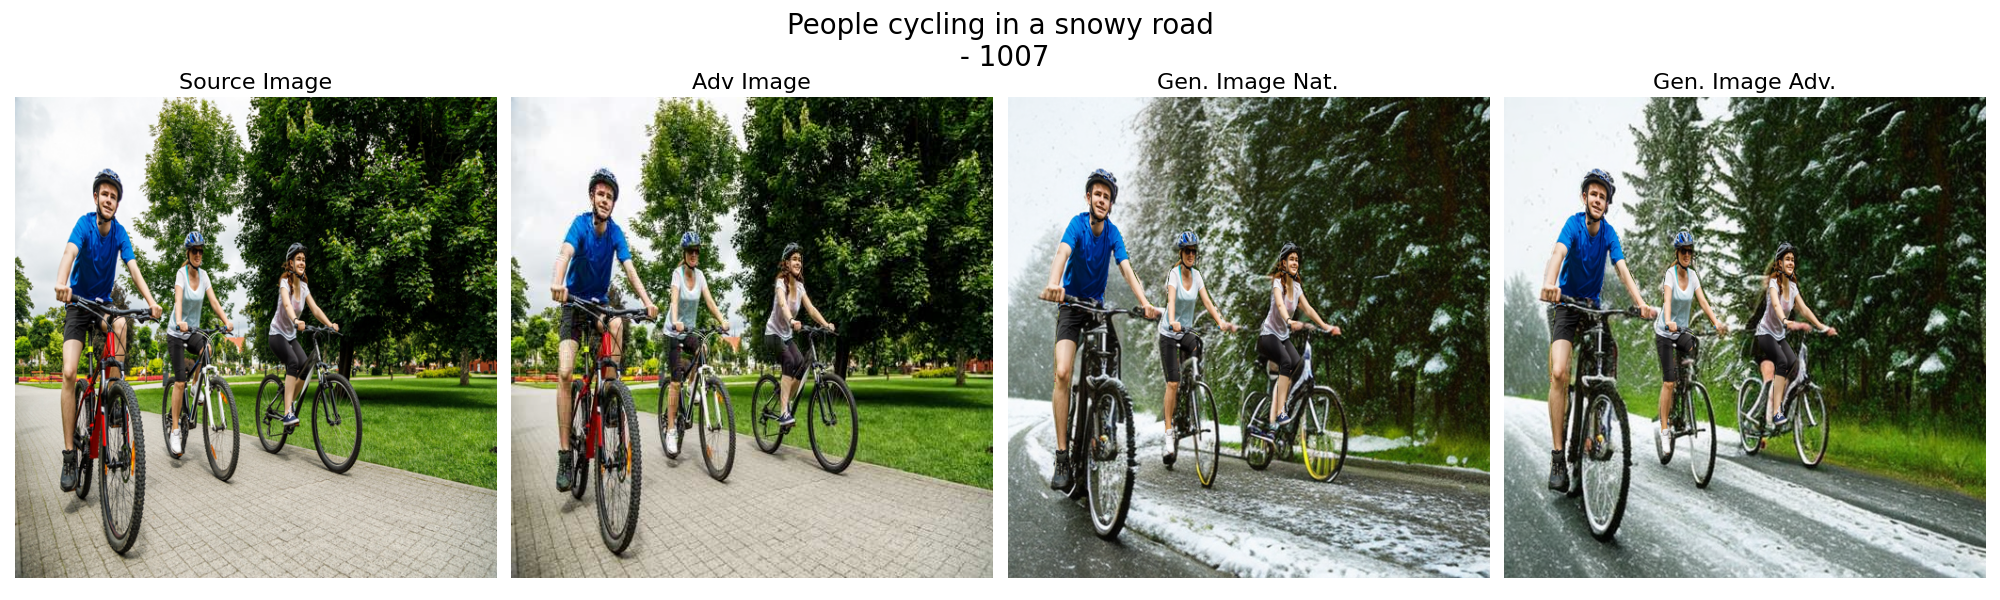 People cycling in a snowy road
- 1007
Source Image
Adv Image
Gen. Image Nat.
Gen. Image Adv.